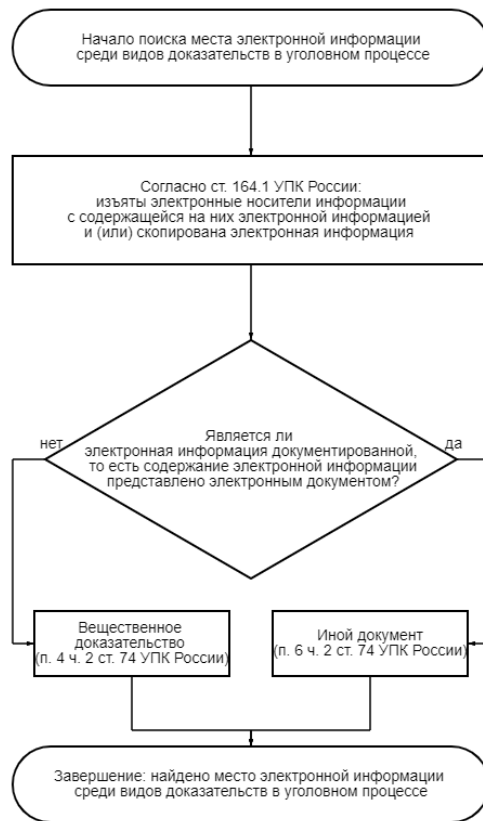 Начало поиска места электронной информации
среди видов доказательств в уголовном процессе
Согласно ст. 164.1 УПК России:
изъяты электронные носители информации
с содержащейся на них электронной информацией
и (или) скопирована электронная информация
Является ли
электронная информация документированной,
то есть содержание электронной информации
представлено электронным документом?
нет
да
Вещественное
доказательство
(п. 4 ч. 2 ст. 74 УПК России)
Иной документ
(п. 6 ч. 2 ст. 74 УПК России)
Завершение: найдено место электронной информации
среди видов доказательств в уголовном процессе